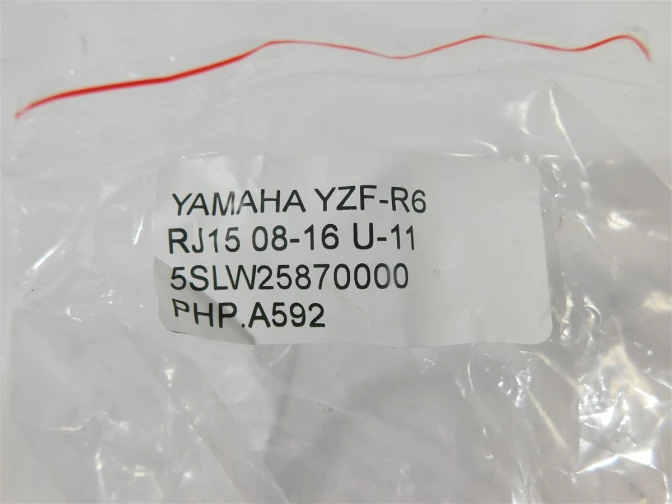 YAMAHA YZF-R6
RJ15 08-16 U-11
5SLW25870000
PHP.A592